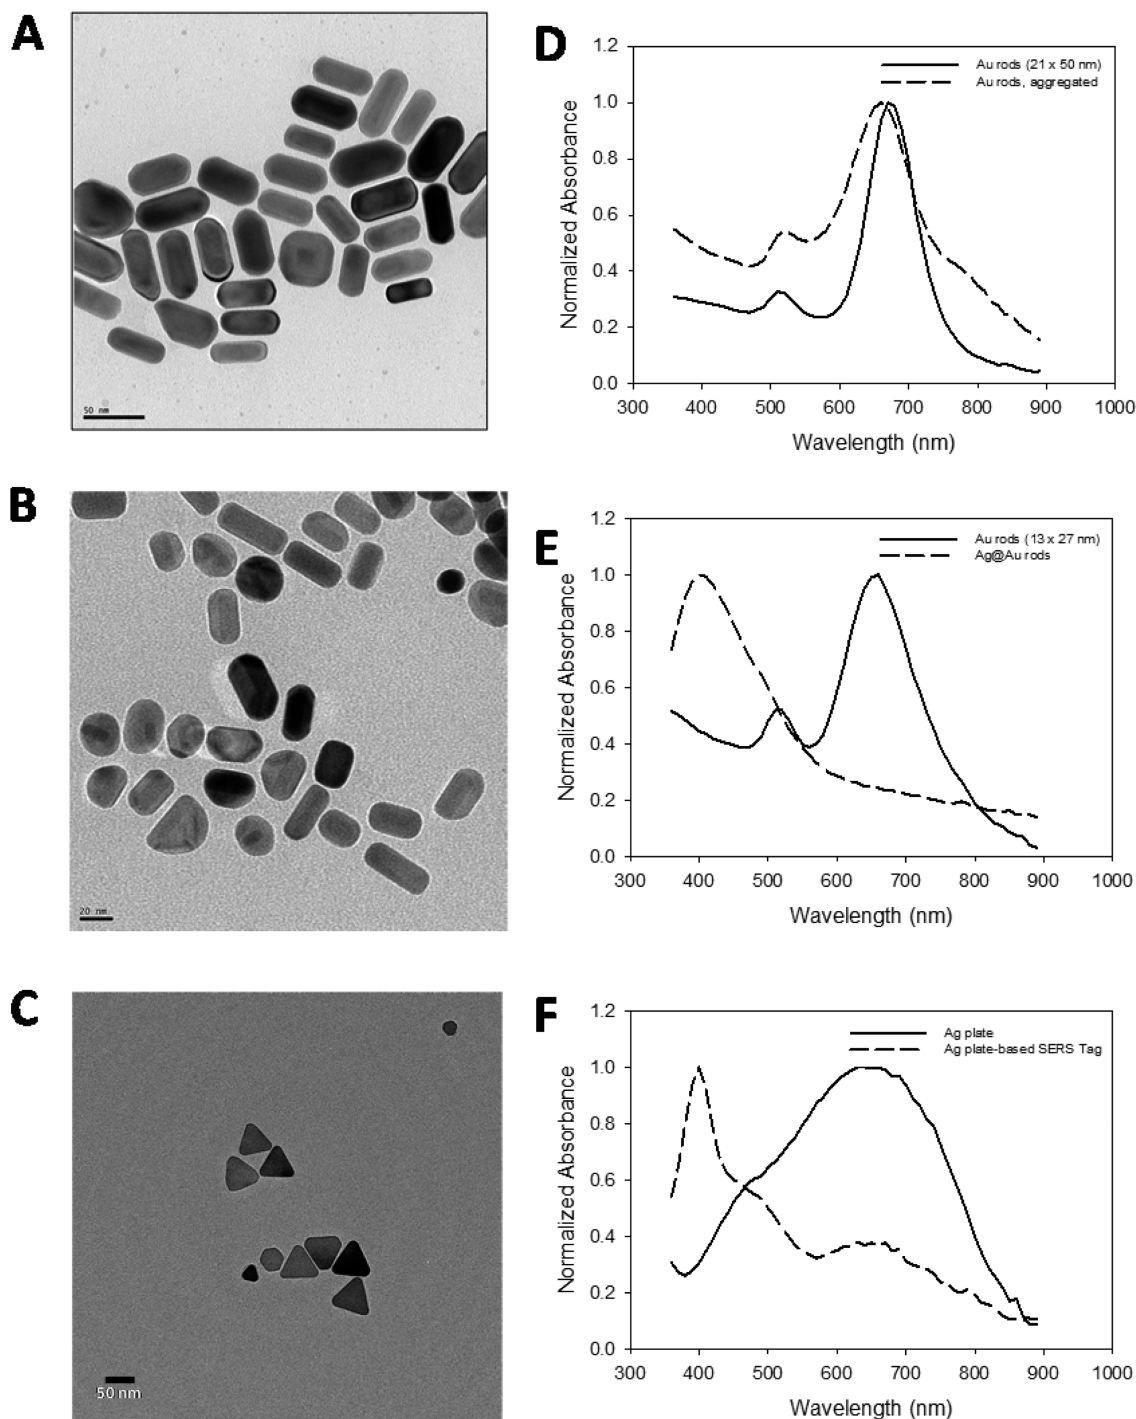 A
50 nm
D
1.2
1.0
0.8
0.6
0.4
0.2
0.0
Normalized Absorbance
Au rods (21 x 50 nm)
Au rods, aggregated
300 400 500 600 700 800 900 1000
Wavelength (nm)
B
20 nm
E
1.2
1.0
0.8
0.6
0.4
0.2
0.0
Normalized Absorbance
Au rods (13 x 27 nm)
Ag@Au rods
300 400 500 600 700 800 900 1000
Wavelength (nm)
C
50 nm
F
1.2
1.0
0.8
0.6
0.4
0.2
0.0
Normalized Absorbance
Ag plate
Ag plate-based SERS Tag
300 400 500 600 700 800 900 1000
Wavelength (nm)